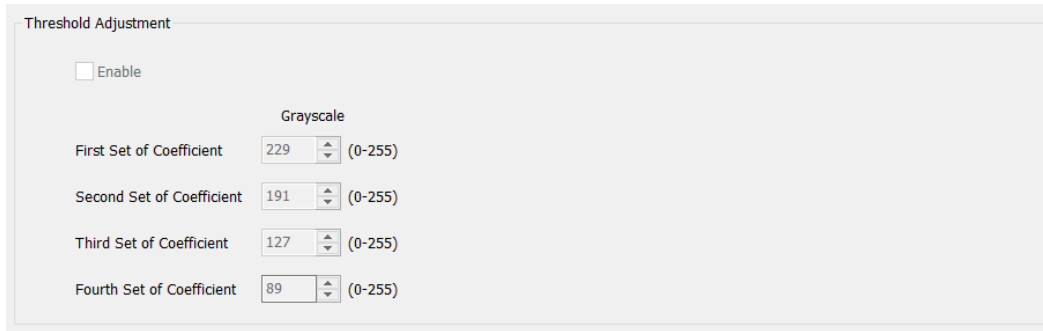 Threshold Adjustment
Enable
Grayscale
First Set of Coefficient 229 (0-255)
Second Set of Coefficient 191 (0-255)
Third Set of Coefficient 127 (0-255)
Fourth Set of Coefficient 89 (0-255)